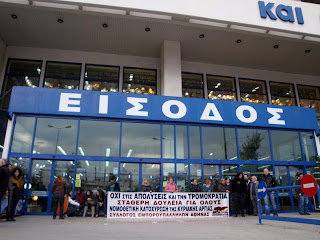 και
ΕΙΣΟΔΟΣ
ΟΧΙ ΣΤΙΣ ΑΠΟΛΥΣΕΙΣ ΚΑΙ ΤΗΝ ΤΡΟΜΟΚΡΑΤΙΑ
ΣΤΑΘΕΡΗ ΔΟΥΛΕΙΑ ΓΙΑ ΟΛΟΥΣ
ΝΟΜΟΘΕΤΙΚΗ ΚΑΤΟΧΥΡΩΣΗ ΤΗΣ ΚΥΡΙΑΚΗΣ ΑΡΓΙΑΣ
ΣΥΛΛΟΓΟΣ ΕΜΠΟΡΟΫΠΑΛΛΗΛΩΝ ΑΘΗΝΑΣ